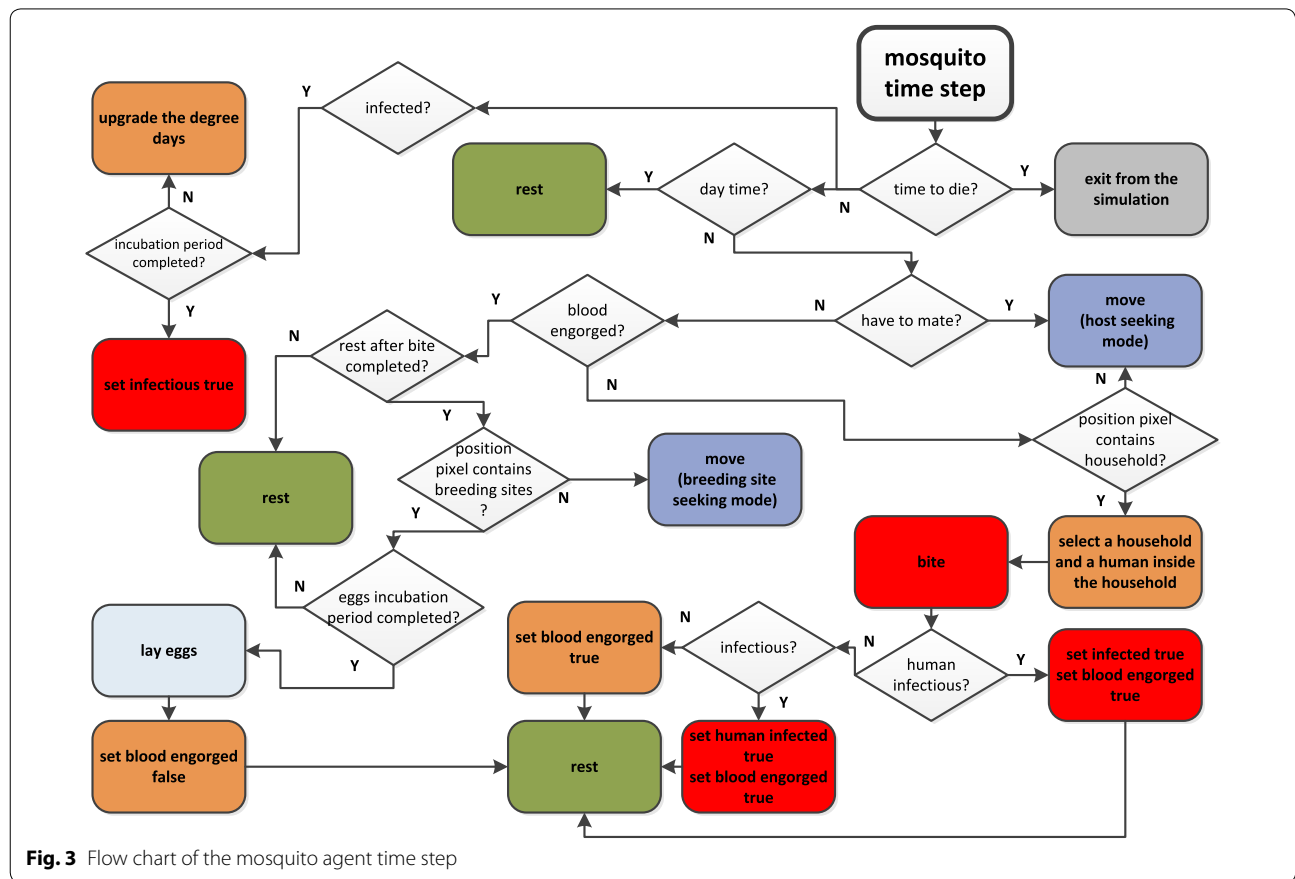 mosquito
time step
Y
infected?
upgrade the degree
days
rest
Y
day time?
N
time to die?
Y
exit from the
simulation
N
N
incubation period
completed?
Y
set infectious true
N
rest after bite
completed?
Y
blood
engorged?
N
have to mate?
Y
move
(host seeking
mode)
N
N
position pixel
contains
household?
Y
Y
position
pixel contains
breeding sites
?
N
move
(breeding site
seeking mode)
rest
Y
N
eggs incubation
period completed?
Y
bite
select a household
and a human inside
the household
lay eggs
set blood engorged
true
N
infectious?
Y
N
human
infectious?
Y
set infected true
set blood engorged
true
set blood engorged
false
rest
set human infected
true
set blood engorged
true
Fig. 3 Flow chart of the mosquito agent time step